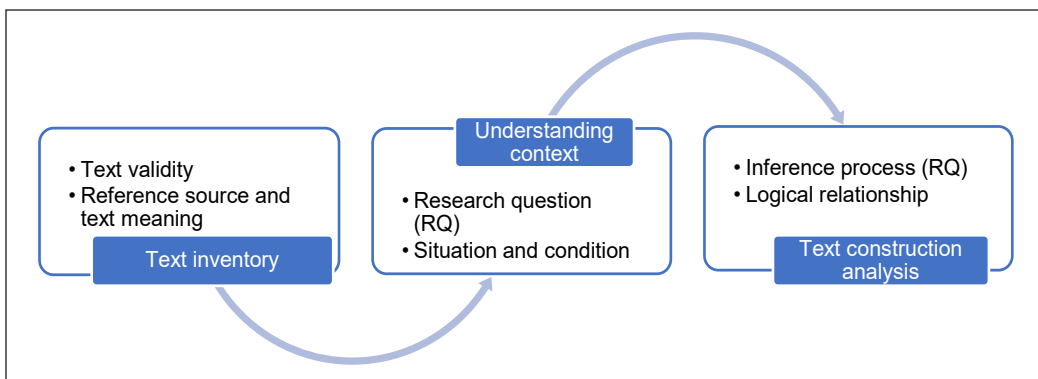 • Text validity
• Reference source and
text meaning
Text inventory
Understanding
context
• Research question
(RQ)
• Situation and condition
• Inference process (RQ)
• Logical relationship
Text construction
analysis